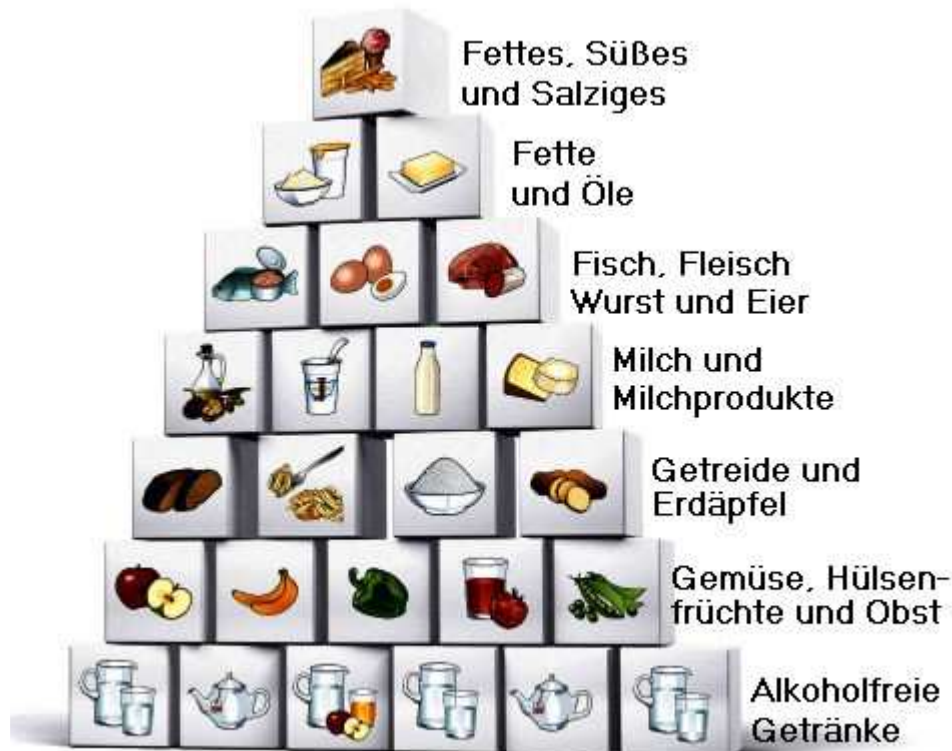 Fettes, Süßes
und Salziges
Fette
und Öle
Fisch, Fleisch
Wurst und Eier
Milch und
Milchprodukte
Getreide und
Erdäpfel
Gemüse, Hülsen-
früchte und Obst
Alkoholfreie
Getränke